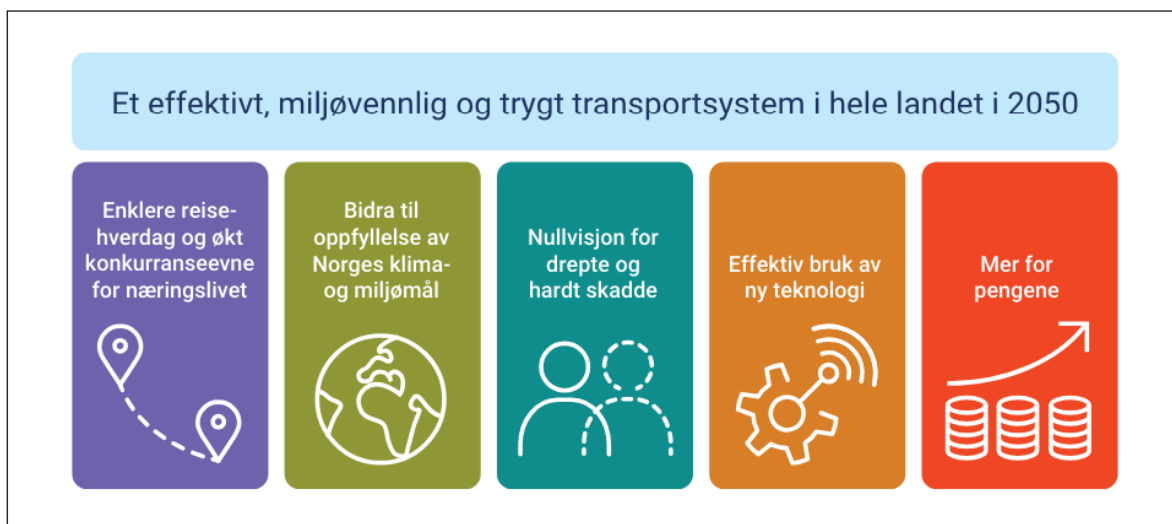 Et effektivt, miljøvennlig og trygt transportsystem i hele landet i 2050
Enklere reise-
hverdag og økt
konkurranseevne
for næringslivet
Bidra til
oppfyllelse av
Norges klima-
og miljømål
Nullvisjon for
drepte og
hardt skadde
Effektiv bruk av
ny teknologi
Mer for
pengene